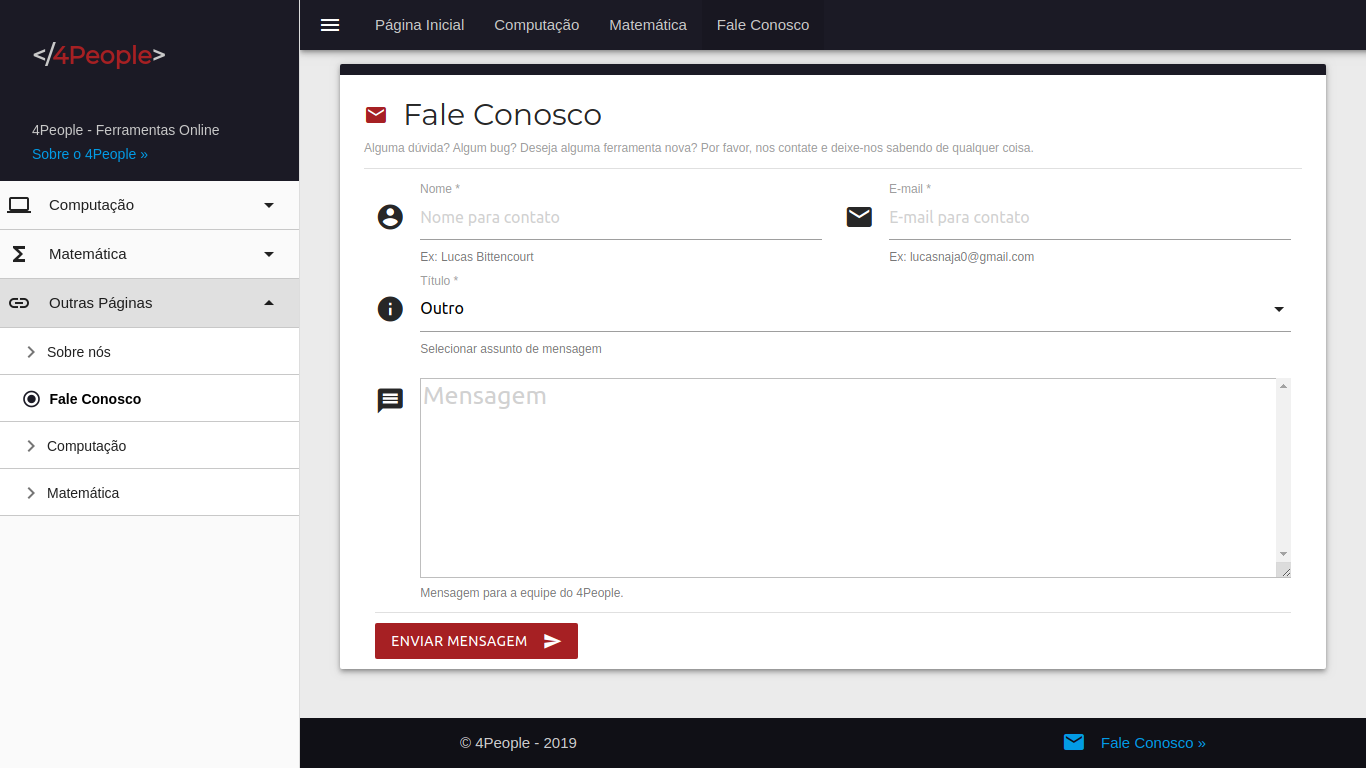 </4People>
4People - Ferramentas Online
Sobre o 4People »
Computação
Matemática
Outras Páginas
Sobre nós
Fale Conosco
Computação
Matemática
Página Inicial Computação Matemática Fale Conosco
Fale Conosco
Alguma dúvida? Algum bug? Deseja alguma ferramenta nova? Por favor, nos contate e deixe-nos sabendo de qualquer coisa.
Nome * E-mail *
Nome para contato E-mail para contato
Ex: Lucas Bittencourt Ex: lucasnaja0@gmail.com
Título *
Outro
Selecionar assunto de mensagem
Mensagem
Mensagem para a equipe do 4People.
ENVIAR MENSAGEM
© 4People - 2019 Fale Conosco »